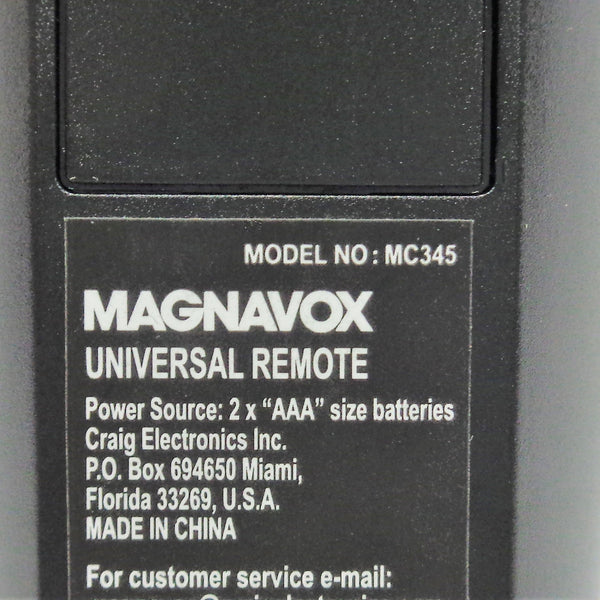 MODEL NO: MC345
MAGNAVOX
UNIVERSAL REMOTE
Power Source: 2 x “AAA” size batteries
Craig Electronics Inc.
P.O. Box 694650 Miami,
Florida 33269, U.S.A.
MADE IN CHINA
For customer service e-mail: